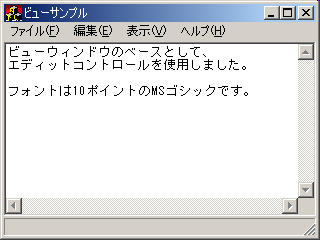 ビューサンプル
ファイル(F) 編集(E) 表示(V) ヘルプ(H)
ビューウィンドウのベースとして、
エディットコントロールを使用しました。
フォントは10ポイントのMSゴシックです。